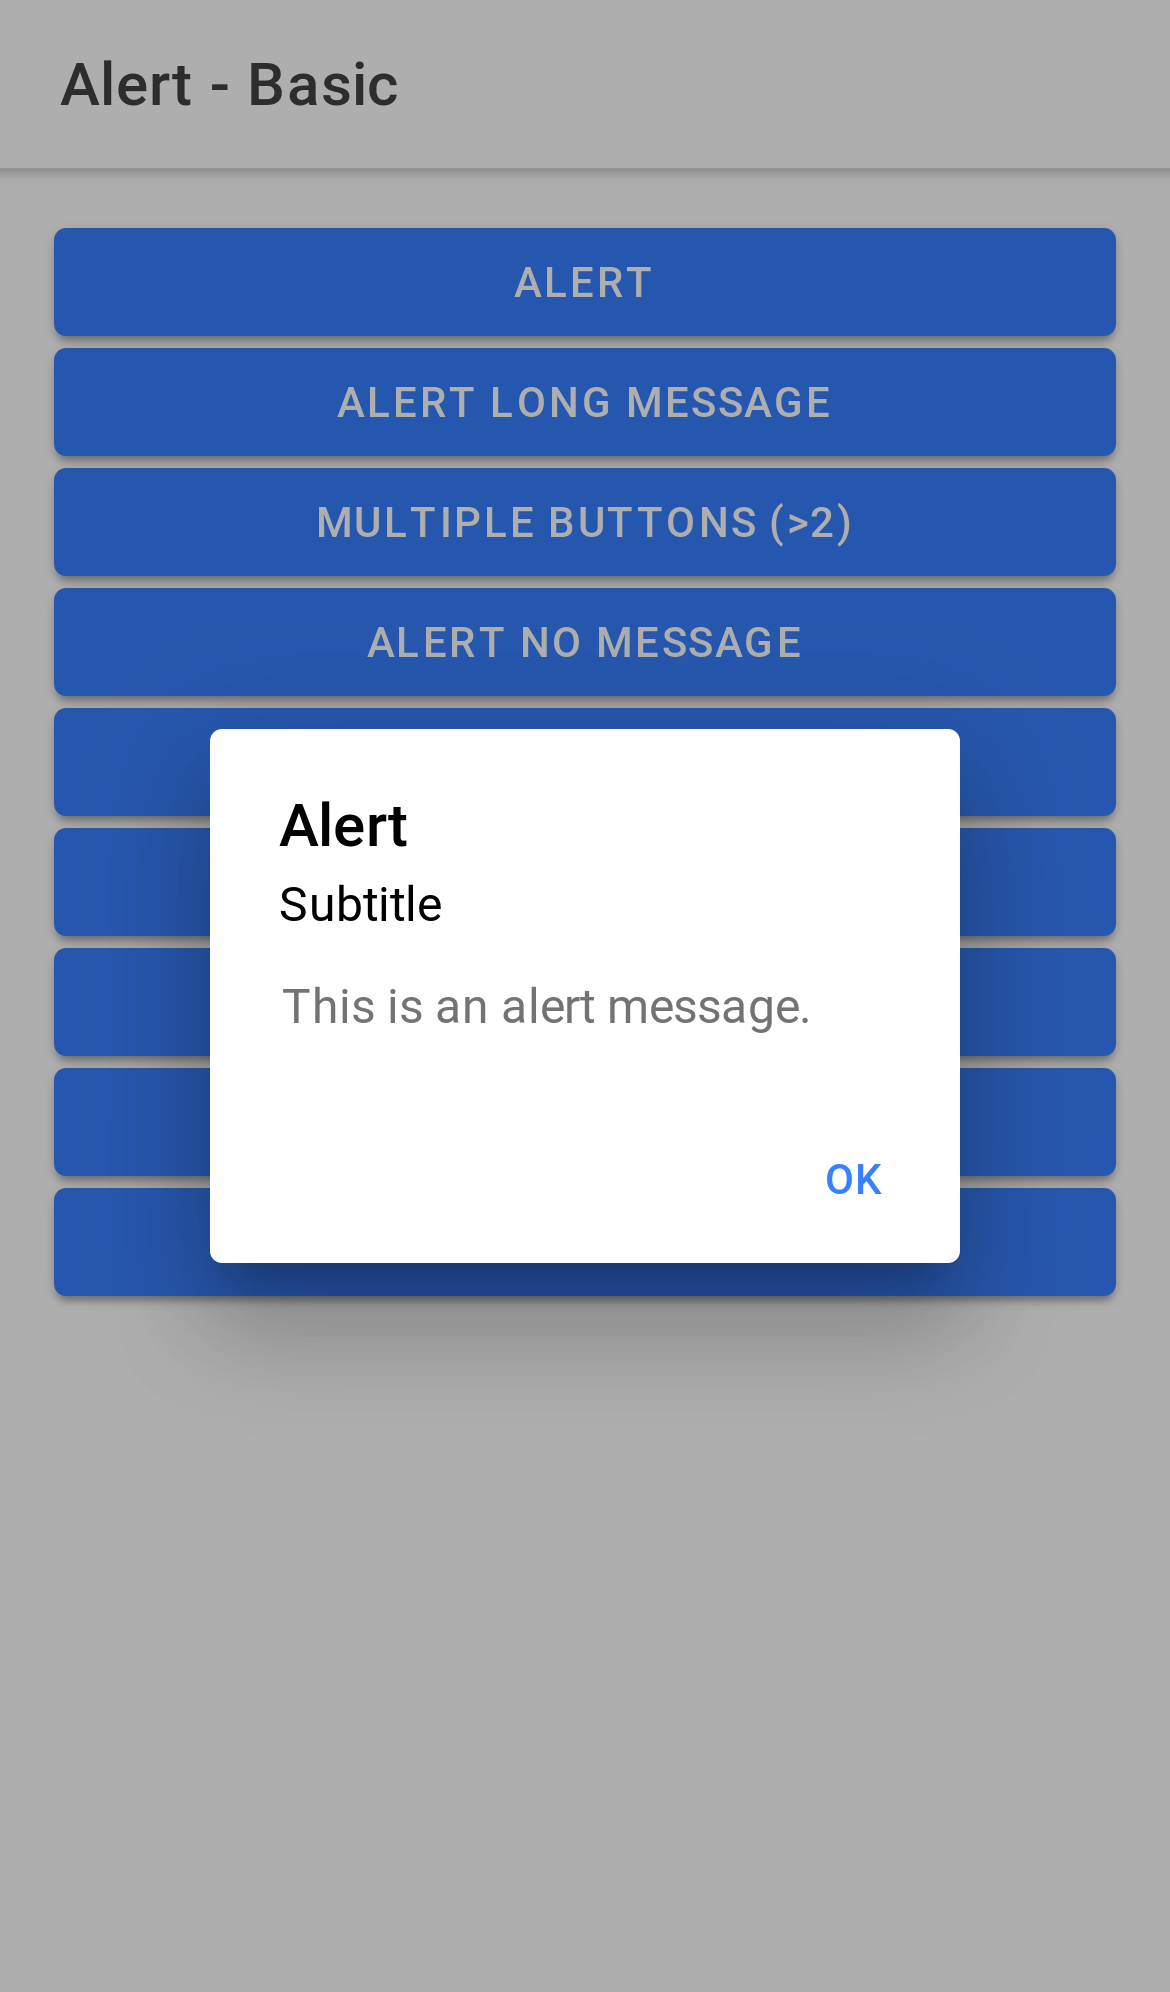 Alert - Basic
ALERT
ALERT LONG MESSAGE
MULTIPLE BUTTONS (>2)
ALERT NO MESSAGE
Alert
Subtitle
This is an alert message.
OK